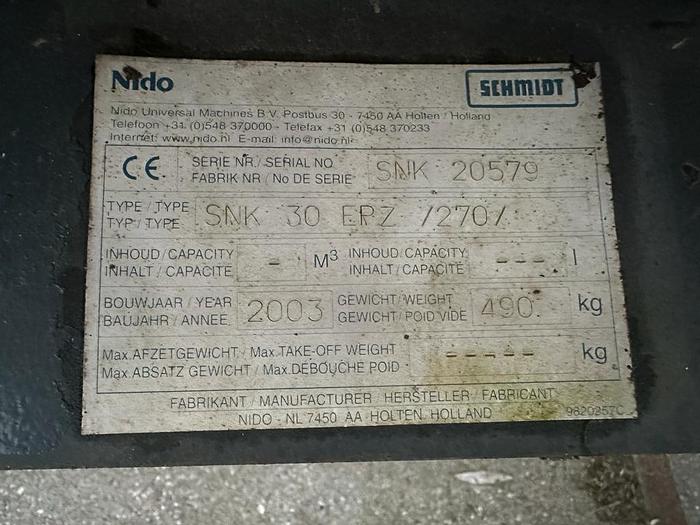 Nido
SCHMIDT
Nido Universal Machines B.V. Postbus 30 - 7450 AA Holten / Holland
Telefoon +31 (0)548 370000 - Telefax +31 (0)548 370233
Internet: www.nido.nl E-mail: info@nido.nl
CE
SERIE NR./ SERIAL NO
FABRIK NR / No DE SERIE
SNK 20579
TYPE / TYPE
TYP / TYPE
SNK 30 EPZ /270/
INHOUD / CAPACITY
INHALT / CAPACITE
- M3
INHOUD / CAPACITY
INHALT / CAPACITE
--- l
BOUWJAAR / YEAR
BAUJAHR / ANNEE
2003
GEWICHT / WEIGHT
GEWICHT / POID VIDE
490. kg
Max. AFZETGEWICHT - Max. TAKE-OFF WEIGHT
Max. ABSATZ GEWICHT / Max. DEBOUCHE POID
----- kg
FABRIKANT / MANUFACTURER / HERSTELLER / FABRICANT
NIDO - NL 7450 AA HOLTEN, HOLLAND
9820257C